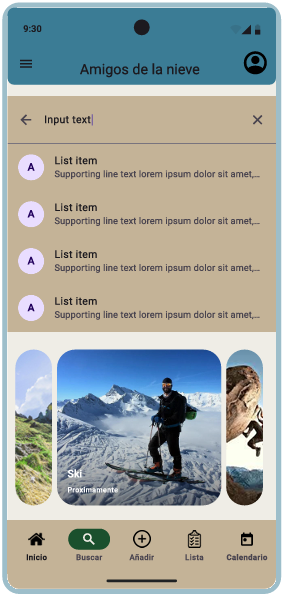 9:30
Amigos de la nieve
Input text
A
List item
Supporting line text lorem ipsum dolor sit amet,...
A
List item
Supporting line text lorem ipsum dolor sit amet,...
A
List item
Supporting line text lorem ipsum dolor sit amet,...
A
List item
Supporting line text lorem ipsum dolor sit amet,...
Ski
Proximamente
Inicio Buscar Añadir Lista Calendario